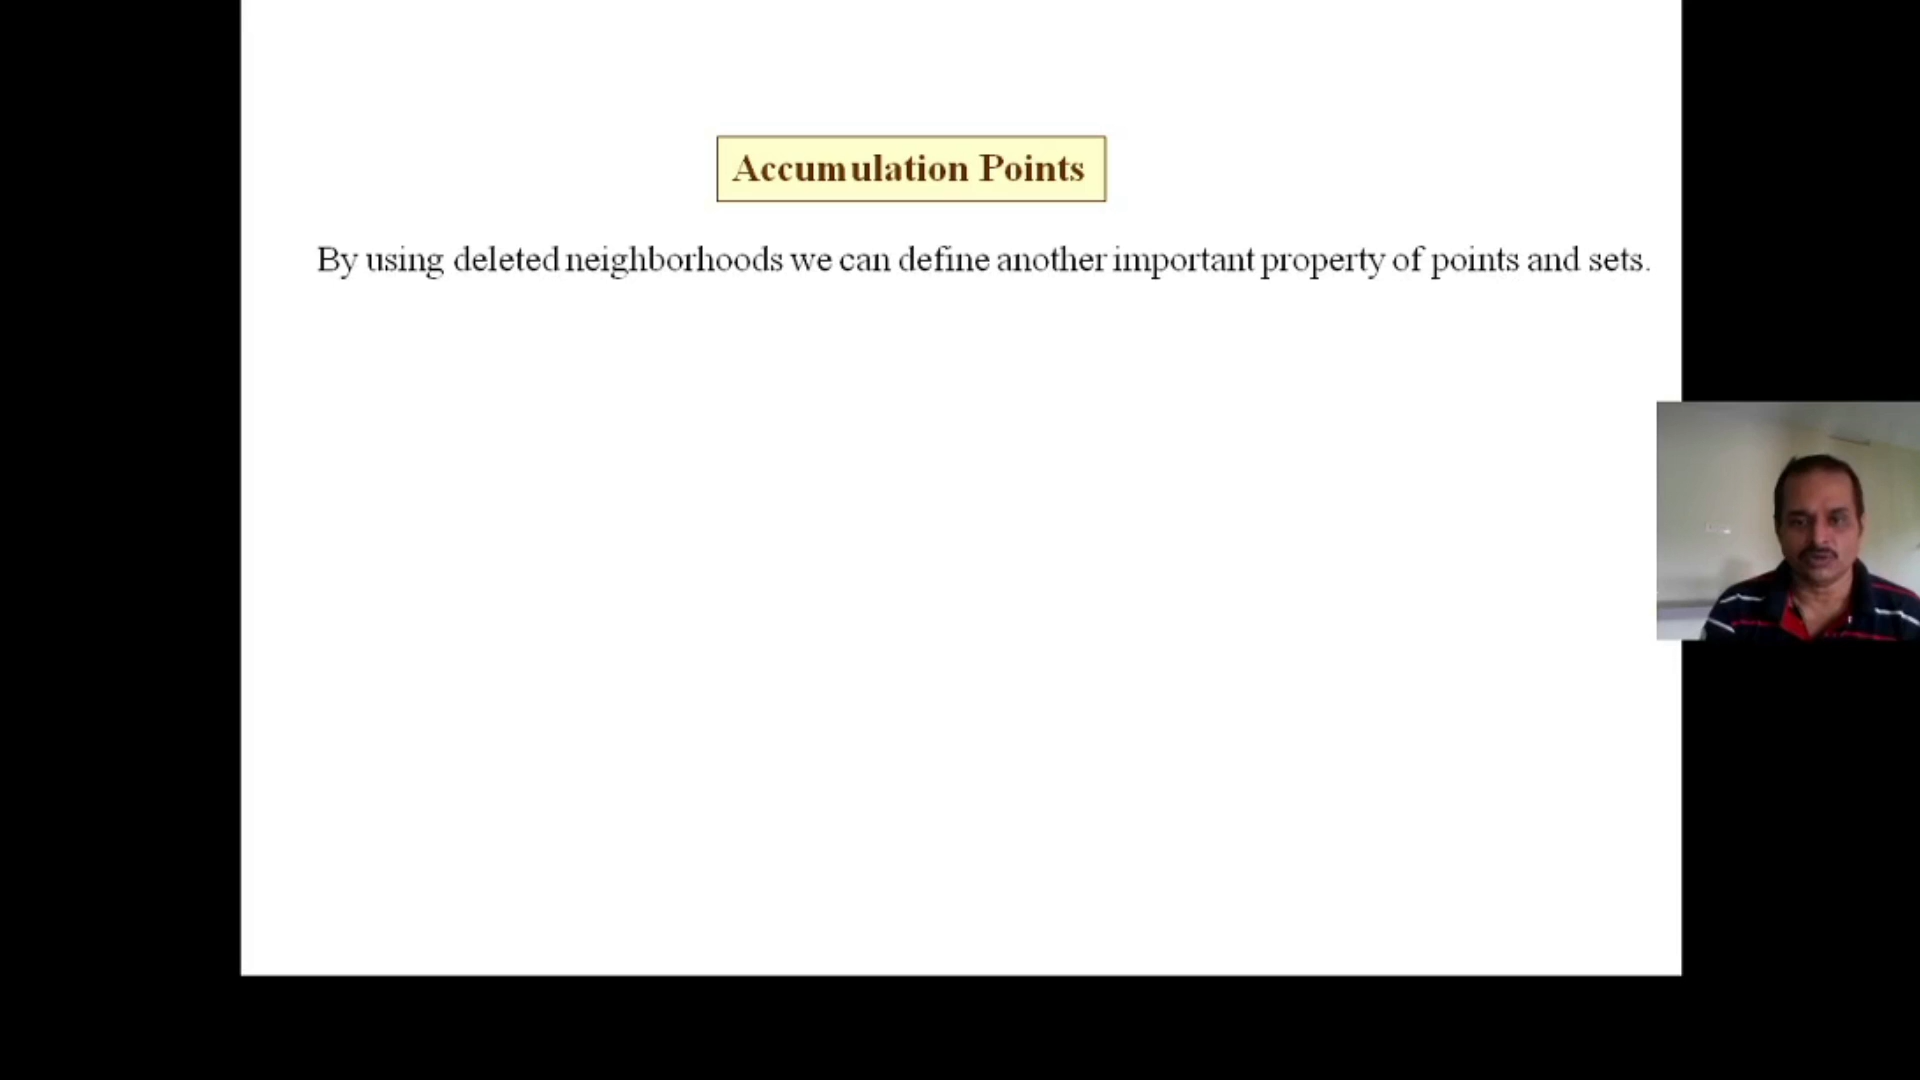 Accumulation Points
By using deleted neighborhoods we can define another important property of points and sets.